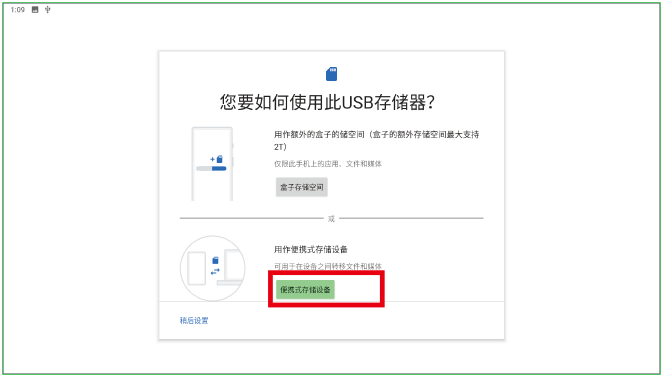 1:09
您要如何使用此USB存储器?
用作额外的盒子的储空间（盒子的额外存储空间最大支持
2T）
仅限此手机上的应用、文件和媒体
盒子存储空间
或
用作便携式存储设备
可用于在设备之间转移文件和媒体
便携式存储设备
稍后设置